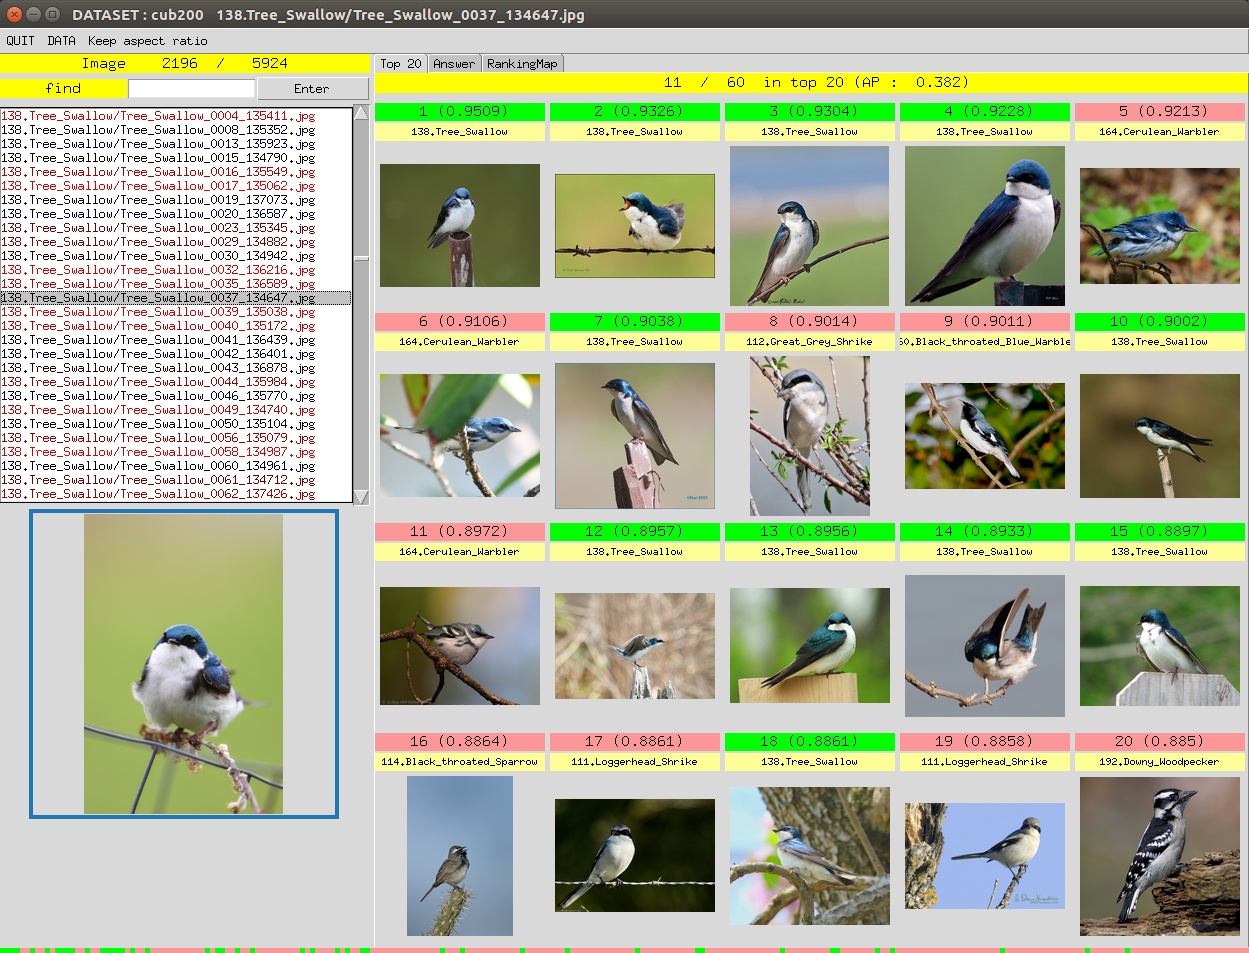 DATASET : cub200   138.Tree_Swallow/Tree_Swallow_0037_134647.jpg
QUIT DATA Keep aspect ratio
Image 2196 / 5924
find Enter
138.Tree_Swallow/Tree_Swallow_0004_135411.jpg
138.Tree_Swallow/Tree_Swallow_0008_135352.jpg
138.Tree_Swallow/Tree_Swallow_0013_135923.jpg
138.Tree_Swallow/Tree_Swallow_0015_134790.jpg
138.Tree_Swallow/Tree_Swallow_0016_135549.jpg
138.Tree_Swallow/Tree_Swallow_0017_135062.jpg
138.Tree_Swallow/Tree_Swallow_0019_137073.jpg
138.Tree_Swallow/Tree_Swallow_0020_136587.jpg
138.Tree_Swallow/Tree_Swallow_0023_135345.jpg
138.Tree_Swallow/Tree_Swallow_0029_134882.jpg
138.Tree_Swallow/Tree_Swallow_0030_134942.jpg
138.Tree_Swallow/Tree_Swallow_0032_136216.jpg
138.Tree_Swallow/Tree_Swallow_0035_136589.jpg
138.Tree_Swallow/Tree_Swallow_0037_134647.jpg
138.Tree_Swallow/Tree_Swallow_0039_135038.jpg
138.Tree_Swallow/Tree_Swallow_0040_135172.jpg
138.Tree_Swallow/Tree_Swallow_0041_136439.jpg
138.Tree_Swallow/Tree_Swallow_0042_136401.jpg
138.Tree_Swallow/Tree_Swallow_0043_136878.jpg
138.Tree_Swallow/Tree_Swallow_0044_135984.jpg
138.Tree_Swallow/Tree_Swallow_0046_135770.jpg
138.Tree_Swallow/Tree_Swallow_0049_134740.jpg
138.Tree_Swallow/Tree_Swallow_0050_135104.jpg
138.Tree_Swallow/Tree_Swallow_0056_135079.jpg
138.Tree_Swallow/Tree_Swallow_0058_134987.jpg
138.Tree_Swallow/Tree_Swallow_0060_134961.jpg
138.Tree_Swallow/Tree_Swallow_0061_134712.jpg
138.Tree_Swallow/Tree_Swallow_0062_137426.jpg
Top 20 Answer RankingMap
11 / 60 in top 20 (AP : 0.382)
1 (0.9509) 2 (0.9326) 3 (0.9304) 4 (0.9228) 5 (0.9213)
138.Tree_Swallow 138.Tree_Swallow 138.Tree_Swallow 138.Tree_Swallow 164.Cerulean_Warbler
6 (0.9106) 7 (0.9038) 8 (0.9014) 9 (0.9011) 10 (0.9002)
164.Cerulean_Warbler 138.Tree_Swallow 112.Great_Grey_Shrike 60.Black_throated_Blue_Warble 138.Tree_Swallow
11 (0.8972) 12 (0.8957) 13 (0.8956) 14 (0.8933) 15 (0.8897)
164.Cerulean_Warbler 138.Tree_Swallow 138.Tree_Swallow 138.Tree_Swallow 138.Tree_Swallow
16 (0.8864) 17 (0.8861) 18 (0.8861) 19 (0.8858) 20 (0.885)
114.Black_throated_Sparrow 111.Loggerhead_Shrike 138.Tree_Swallow 111.Loggerhead_Shrike 192.Downy_Woodpecker